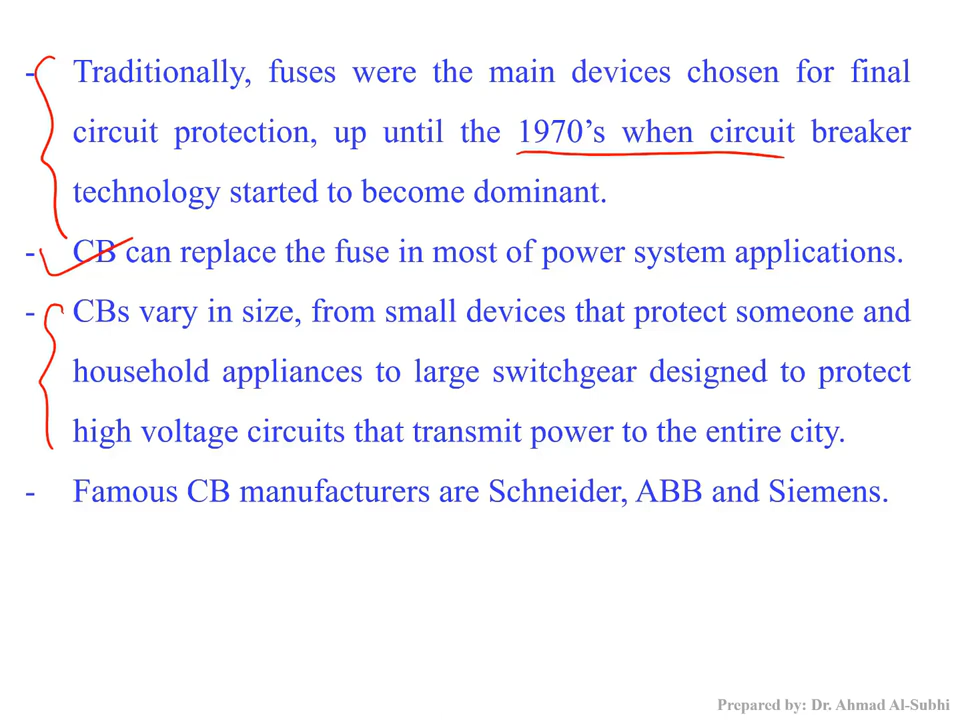 - Traditionally, fuses were the main devices chosen for final
circuit protection, up until the 1970’s when circuit breaker
technology started to become dominant.
- CB can replace the fuse in most of power system applications.
- CBs vary in size, from small devices that protect someone and
household appliances to large switchgear designed to protect
high voltage circuits that transmit power to the entire city.
- Famous CB manufacturers are Schneider, ABB and Siemens.
Prepared by: Dr. Ahmad Al-Subhi